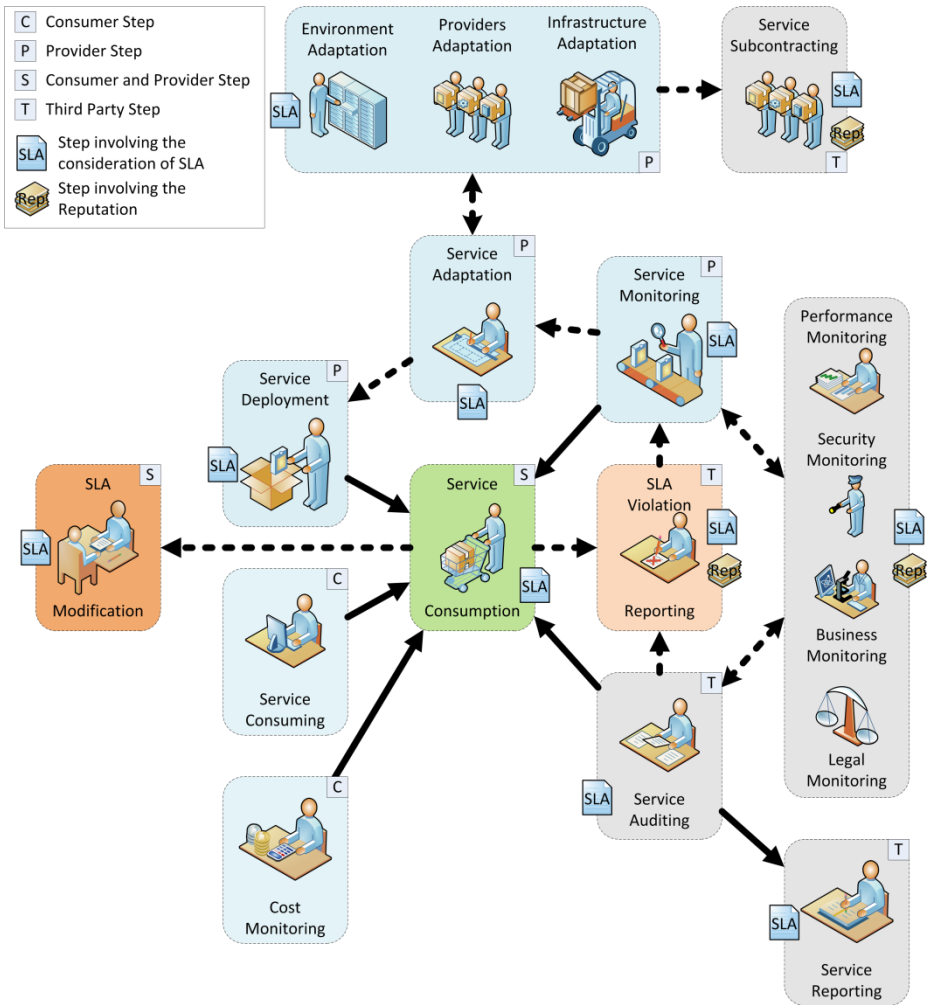 C Consumer Step
P Provider Step
S Consumer and Provider Step
T Third Party Step
SLA Step involving the
consideration of SLA
Rep Step involving the
Reputation
Environment
Adaptation
Providers
Adaptation
Infrastructure
Adaptation
SLA
P
Service
Subcontracting
SLA
Rep
T
Service
Adaptation
P
SLA
Service
Monitoring
P
SLA
Performance
Monitoring
Security
Monitoring
SLA
Rep
Business
Monitoring
Legal
Monitoring
Service
Deployment
P
SLA
SLA
S
SLA
Modification
Service
S
SLA
Consumption
SLA
Violation
T
SLA
Rep
Reporting
C
Service
Consuming
T
SLA
Service
Auditing
C
Cost
Monitoring
T
SLA
Service
Reporting